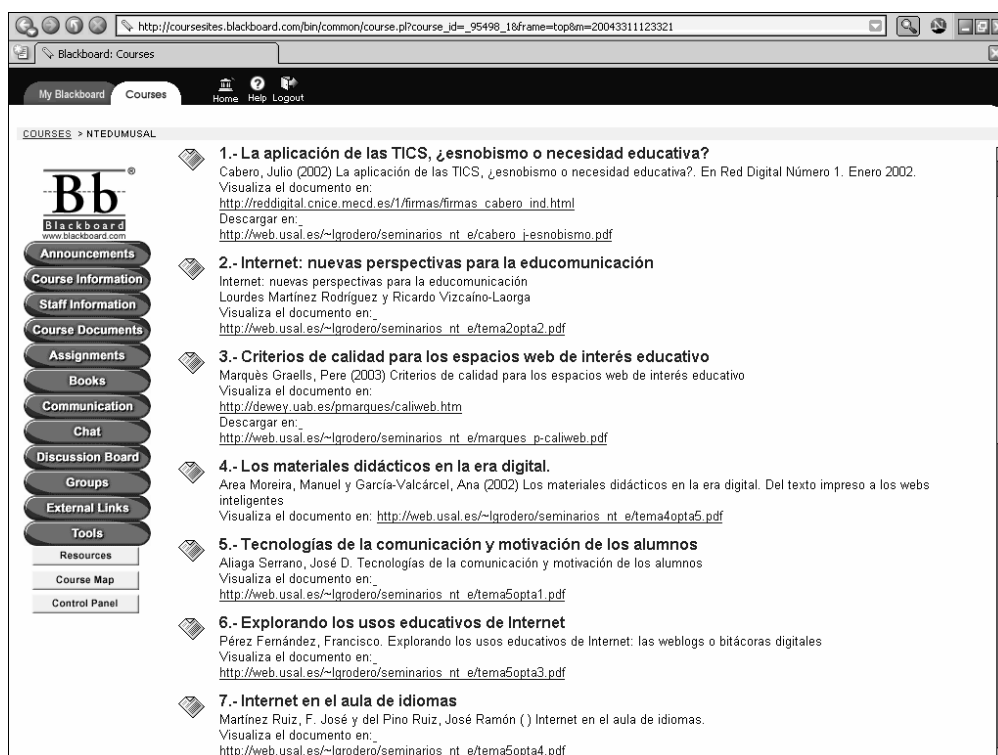 http://coursesites.blackboard.com/bin/common/course.pl?course_id=_95498_1&frame=top&m=20043311123321
Blackboard: Courses
My Blackboard
Courses
Home
Help
Logout
COURSES > NTEDUMUSAL
Bb
®
Blackboard
www.blackboard.com
Announcements
Course Information
Staff Information
Course Documents
Assignments
Books
Communication
Chat
Discussion Board
Groups
External Links
Tools
Resources
Course Map
Control Panel
1.- La aplicación de las TICS, ¿esnobismo o necesidad educativa?
Cabero, Julio (2002) La aplicación de las TICS, ¿esnobismo o necesidad educativa?. En Red Digital Número 1. Enero 2002.
Visualiza el documento en:
http://reddigital.cnice.mecd.es/1/firmas/firmas_cabero_ind.html
Descargar en:
http://web.usal.es/~lgrodero/seminarios_nt_e/cabero_j-esnobismo.pdf
2.- Internet: nuevas perspectivas para la educomunicación
Internet: nuevas perspectivas para la educomunicación
Lourdes Martínez Rodríguez y Ricardo Vizcaíno-Laorga
Visualiza el documento en:
http://web.usal.es/~lgrodero/seminarios_nt_e/tema2opta2.pdf
3.- Criterios de calidad para los espacios web de interés educativo
Marquès Graells, Pere (2003) Criterios de calidad para los espacios web de interés educativo
Visualiza el documento en:
http://dewey.uab.es/pmarques/caliweb.htm
Descargar en:
http://web.usal.es/~lgrodero/seminarios_nt_e/marques_p-caliweb.pdf
4.- Los materiales didácticos en la era digital.
Area Moreira, Manuel y García-Valcárcel, Ana (2002) Los materiales didácticos en la era digital. Del texto impreso a los webs
inteligentes
Visualiza el documento en: http://web.usal.es/~lgrodero/seminarios_nt_e/tema4opta5.pdf
5.- Tecnologías de la comunicación y motivación de los alumnos
Aliaga Serrano, José D. Tecnologías de la comunicación y motivación de los alumnos
Visualiza el documento en:
http://web.usal.es/~lgrodero/seminarios_nt_e/tema5opta1.pdf
6.- Explorando los usos educativos de Internet
Pérez Fernández, Francisco. Explorando los usos educativos de Internet: las weblogs o bitácoras digitales
Visualiza el documento en:
http://web.usal.es/~lgrodero/seminarios_nt_e/tema5opta3.pdf
7.- Internet en el aula de idiomas
Martínez Ruiz, F. José y del Pino Ruiz, José Ramón ( ) Internet en el aula de idiomas.
Visualiza el documento en:
http://web.usal.es/~lgrodero/seminarios_nt_e/tema5opta4.pdf